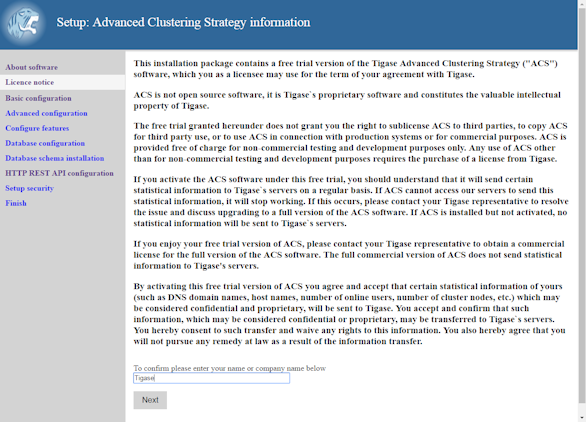 Setup: Advanced Clustering Strategy information
About software
Licence notice
Basic configuration
Advanced configuration
Configure features
Database configuration
Database schema installation
HTTP REST API configuration
Setup security
Finish
This installation package contains a free trial version of the Tigase Advanced Clustering Strategy ("ACS")
software, which you as a licensee may use for the term of your agreement with Tigase.
ACS is not open source software, it is Tigase`s proprietary software and constitutes the valuable intellectual
property of Tigase.
The free trial granted hereunder does not grant you the right to sublicense ACS to third parties, to copy ACS
for third party use, or to use ACS in connection with production systems or for commercial purposes. ACS is
provided free of charge for non-commercial testing and development purposes only. Any use of ACS other
than for non-commercial testing and development purposes requires the purchase of a license from Tigase.
If you activate the ACS software under this free trial, you should understand that it will send certain
statistical information to Tigase`s servers on a regular basis. If ACS cannot access our servers to send this
statistical information, it will stop working. If this occurs, please contact your Tigase representative to resolve
the issue and discuss upgrading to a full version of the ACS software. If ACS is installed but not activated, no
statistical information will be sent to Tigase`s servers.
If you enjoy your free trial version of ACS, please contact your Tigase representative to obtain a commercial
license for the full version of the ACS software. The full commercial version of ACS does not send statistical
information to Tigase's servers.
By activating this free trial version of ACS you agree and accept that certain statistical information of yours
(such as DNS domain names, host names, number of online users, number of cluster nodes, etc.) which may
be considered confidential and proprietary, will be sent to Tigase. You accept and confirm that such
information, which may be considered confidential or proprietary, may be transferred to Tigase`s servers.
You hereby consent to such transfer and waive any rights to this information. You also hereby agree that you
will not pursue any remedy at law as a result of the information transfer.
To confirm please enter your name or company name below
Tigase
Next